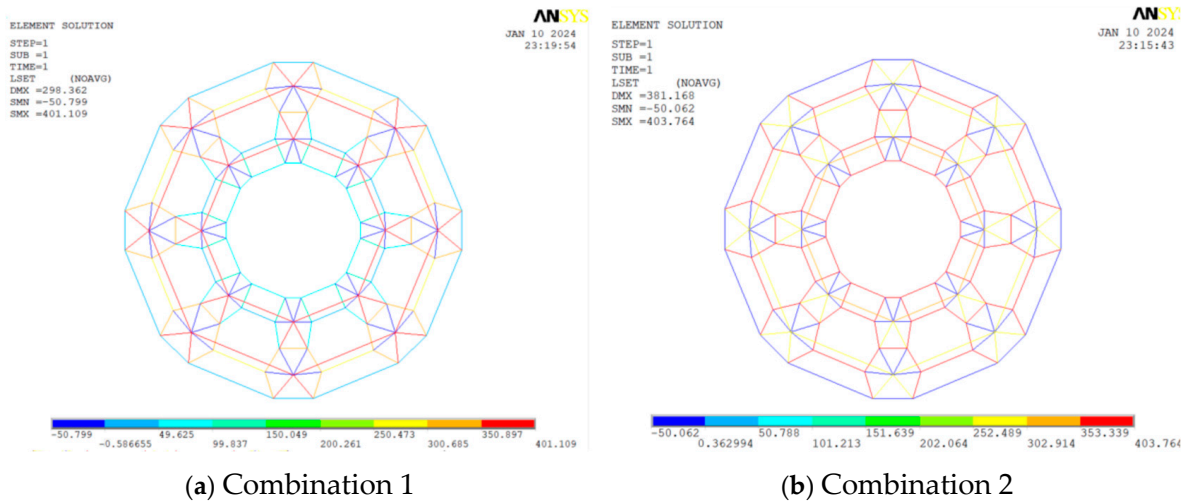 ANSYS
ELEMENT SOLUTION
JAN 10 2024
23:19:54
STEP=1
SUB =1
TIME=1
LSET (NOAVG)
DMX =298.362
SMN =-50.799
SMX =401.109
-50.799 49.625 150.049 250.473 350.897
-0.586655 99.837 200.261 300.685 401.109
(a) Combination 1
ANSYS
ELEMENT SOLUTION
JAN 10 2024
23:15:43
STEP=1
SUB =1
TIME=1
LSET (NOAVG)
DMX =381.168
SMN =-50.062
SMX =403.764
-50.062 50.788 151.639 252.489 353.339
0.362994 101.213 202.064 302.914 403.764
(b) Combination 2